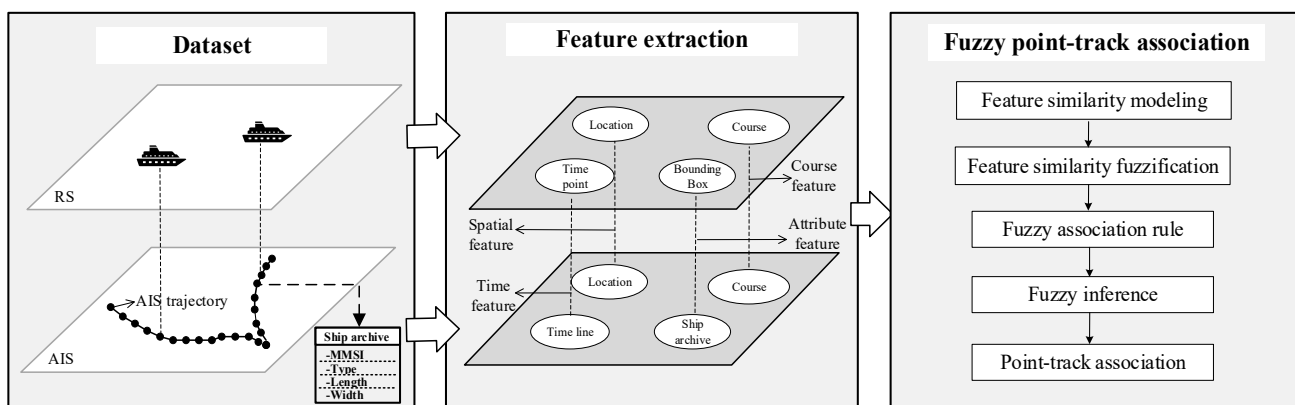 Dataset
RS
AIS trajectory
AIS
Ship archive
-MMSI
-Type
-Length
-Width
Feature extraction
Location
Course
Time
point
Bounding
Box
Course
feature
Spatial
feature
Attribute
feature
Location
Course
Time
feature
Time line
Ship
archive
Fuzzy point-track association
Feature similarity modeling
Feature similarity fuzzification
Fuzzy association rule
Fuzzy inference
Point-track association